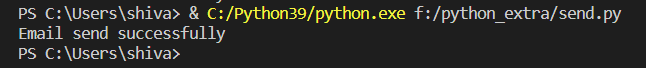 PS C:\Users\shiva> & C:/Python39/python.exe f:/python_extra/send.py
Email send successfully
PS C:\Users\shiva>